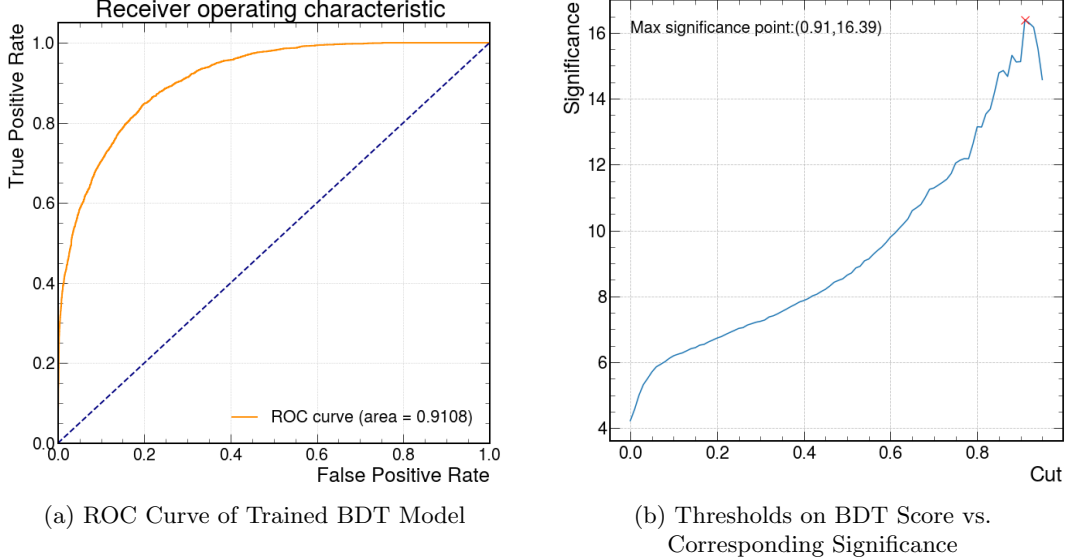 Receiver operating characteristic
True Positive Rate
1.0
0.8
0.6
0.4
0.2
0.0
ROC curve (area = 0.9108)
0.0 0.2 0.4 0.6 0.8 1.0
False Positive Rate
(a) ROC Curve of Trained BDT Model
Significance
Max significance point:(0.91,16.39)
16
14
12
10
8
6
4
0.0 0.2 0.4 0.6 0.8
Cut
(b) Thresholds on BDT Score vs.
Corresponding Significance